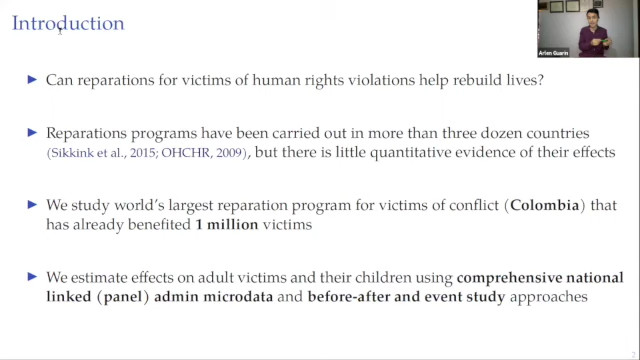 Introduction
Arlen Guarin
Can reparations for victims of human rights violations help rebuild lives?
Reparations programs have been carried out in more than three dozen countries
(Sikkink et al., 2015; OHCHR, 2009), but there is little quantitative evidence of their effects
We study world's largest reparation program for victims of conflict (Colombia) that
has already benefited 1 million victims
We estimate effects on adult victims and their children using comprehensive national
linked (panel) admin microdata and before-after and event study approaches
2